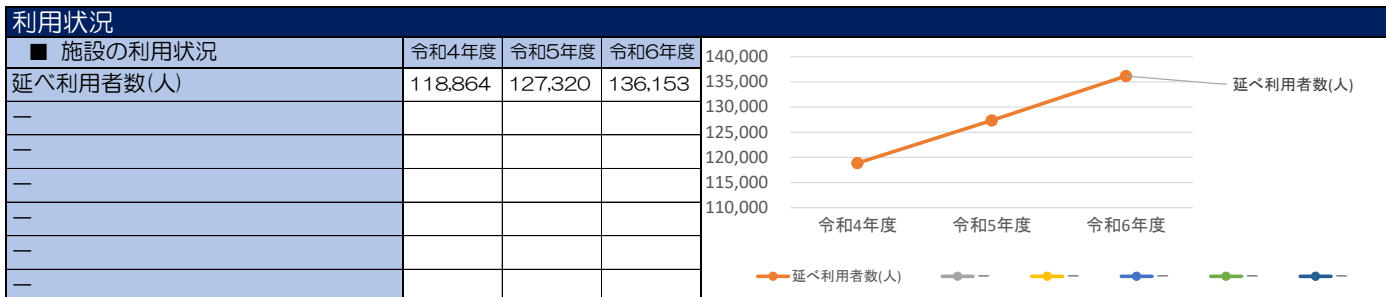 利用状況
■ 施設の利用状況 令和4年度 令和5年度 令和6年度
延べ利用者数(人) 118,864 127,320 136,153
ー
ー
ー
ー
ー
ー
140,000
135,000
130,000
125,000
120,000
115,000
110,000
令和4年度 令和5年度 令和6年度
延べ利用者数(人)
延べ利用者数(人) ー ー ー ー ー